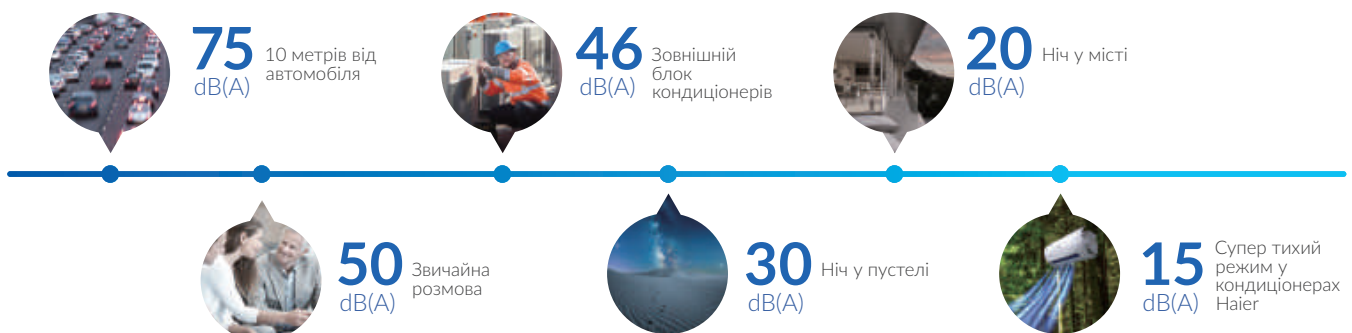 75
dB(A)
10 метрів від
автомобіля
50
dB(A)
Звичайна
розмова
46
dB(A)
Зовнішній
блок
кондиціонерів
30
dB(A)
Ніч у пустелі
20
dB(A)
Ніч у місті
15
dB(A)
Супер тихий
режим у
кондиціонерах
Haier